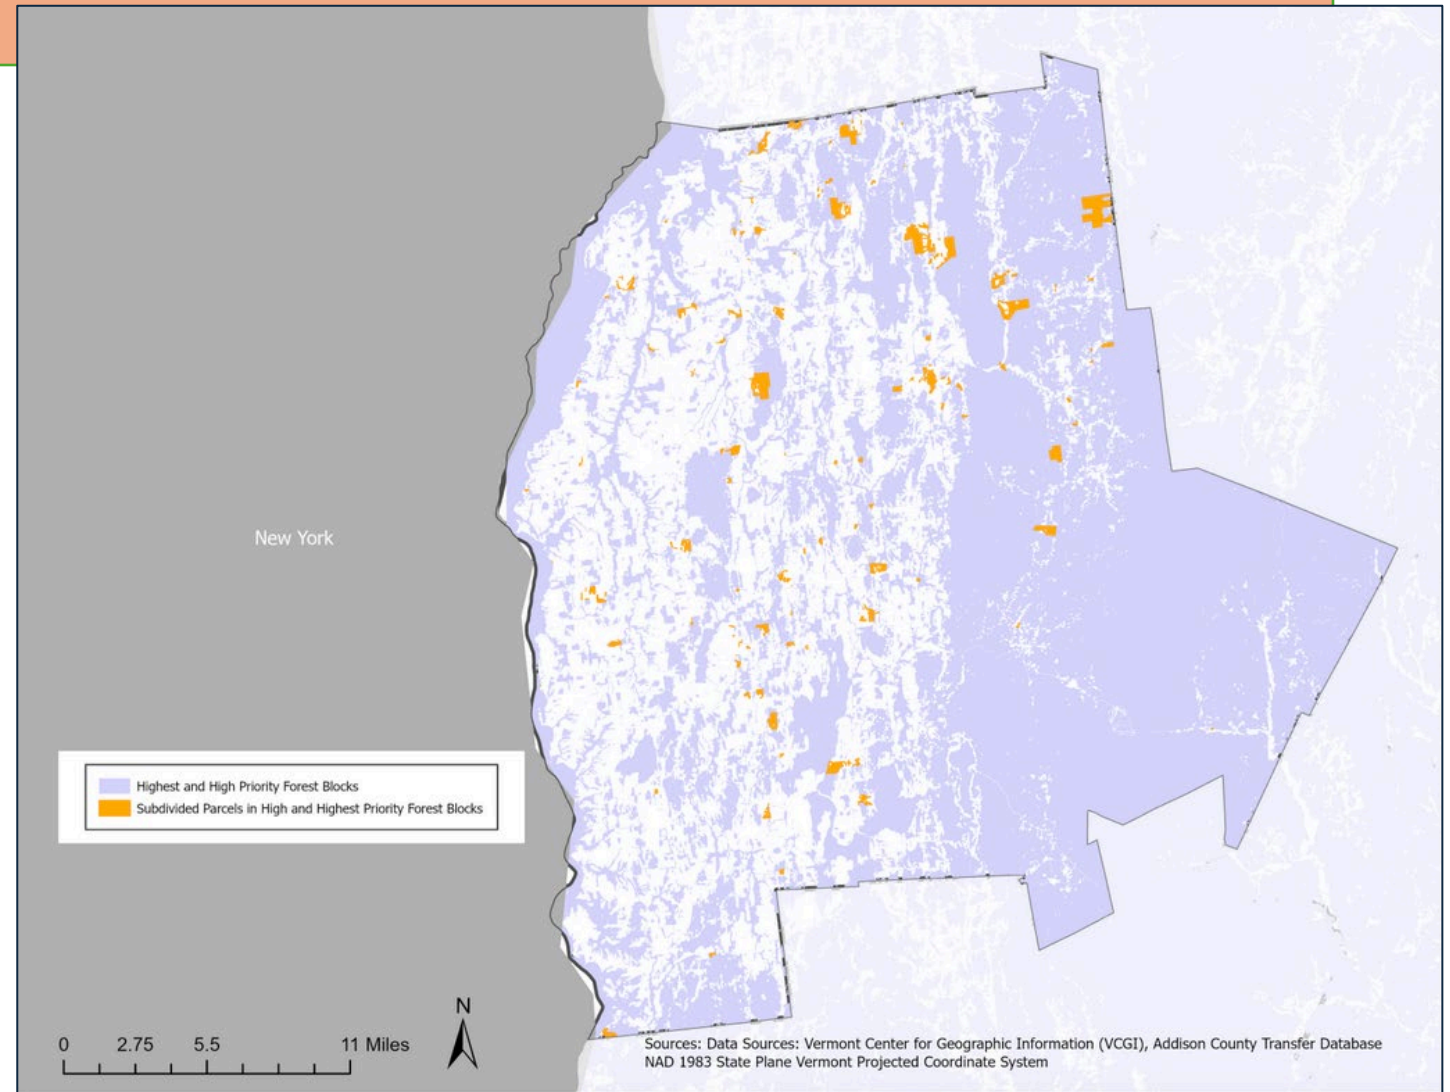 New York
Highest and High Priority Forest Blocks
Subdivided Parcels in High and Highest Priority Forest Blocks
N
0 2.75 5.5 11 Miles
Sources: Data Sources: Vermont Center for Geographic Information (VCGI), Addison County Transfer Database
NAD 1983 State Plane Vermont Projected Coordinate System